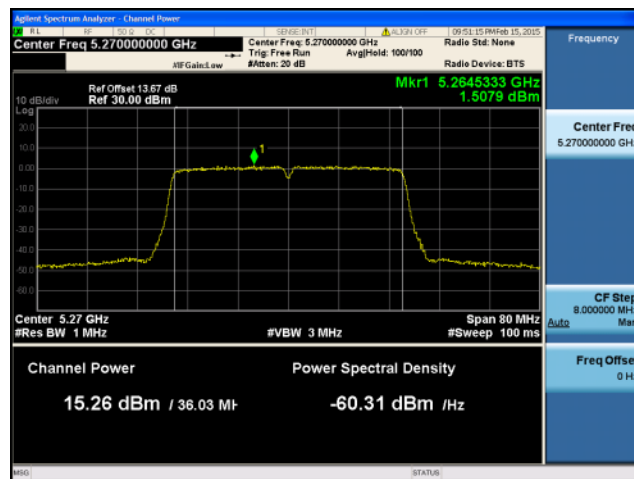 Agilent Spectrum Analyzer - Channel Power
RL RF 50 Ω DC SENSE:INT ALIGN OFF 09:51:15 PM Feb 15, 2015
Center Freq 5.270000000 GHz Center Freq: 5.270000000 GHz Radio Std: None Frequency
Trig: Free Run Avg|Hold: 100/100
#IFGain:Low #Atten: 20 dB Radio Device: BTS
Mkr1 5.2645333 GHz
Ref Offset 13.67 dB
10 dB/div Ref 30.00 dBm 1.5079 dBm
Log
20.0
10.0
0.00
-10.0
-20.0
-30.0
-40.0
-50.0
-60.0
1
Center Freq
5.270000000 GHz
Center 5.27 GHz Span 80 MHz
#Res BW 1 MHz #VBW 3 MHz #Sweep 100 ms
CF Step
8.000000 MH
Auto Ma
Channel Power Power Spectral Density
15.26 dBm / 36.03 MH -60.31 dBm /Hz
Freq Offse
0 H
MSG STATUS